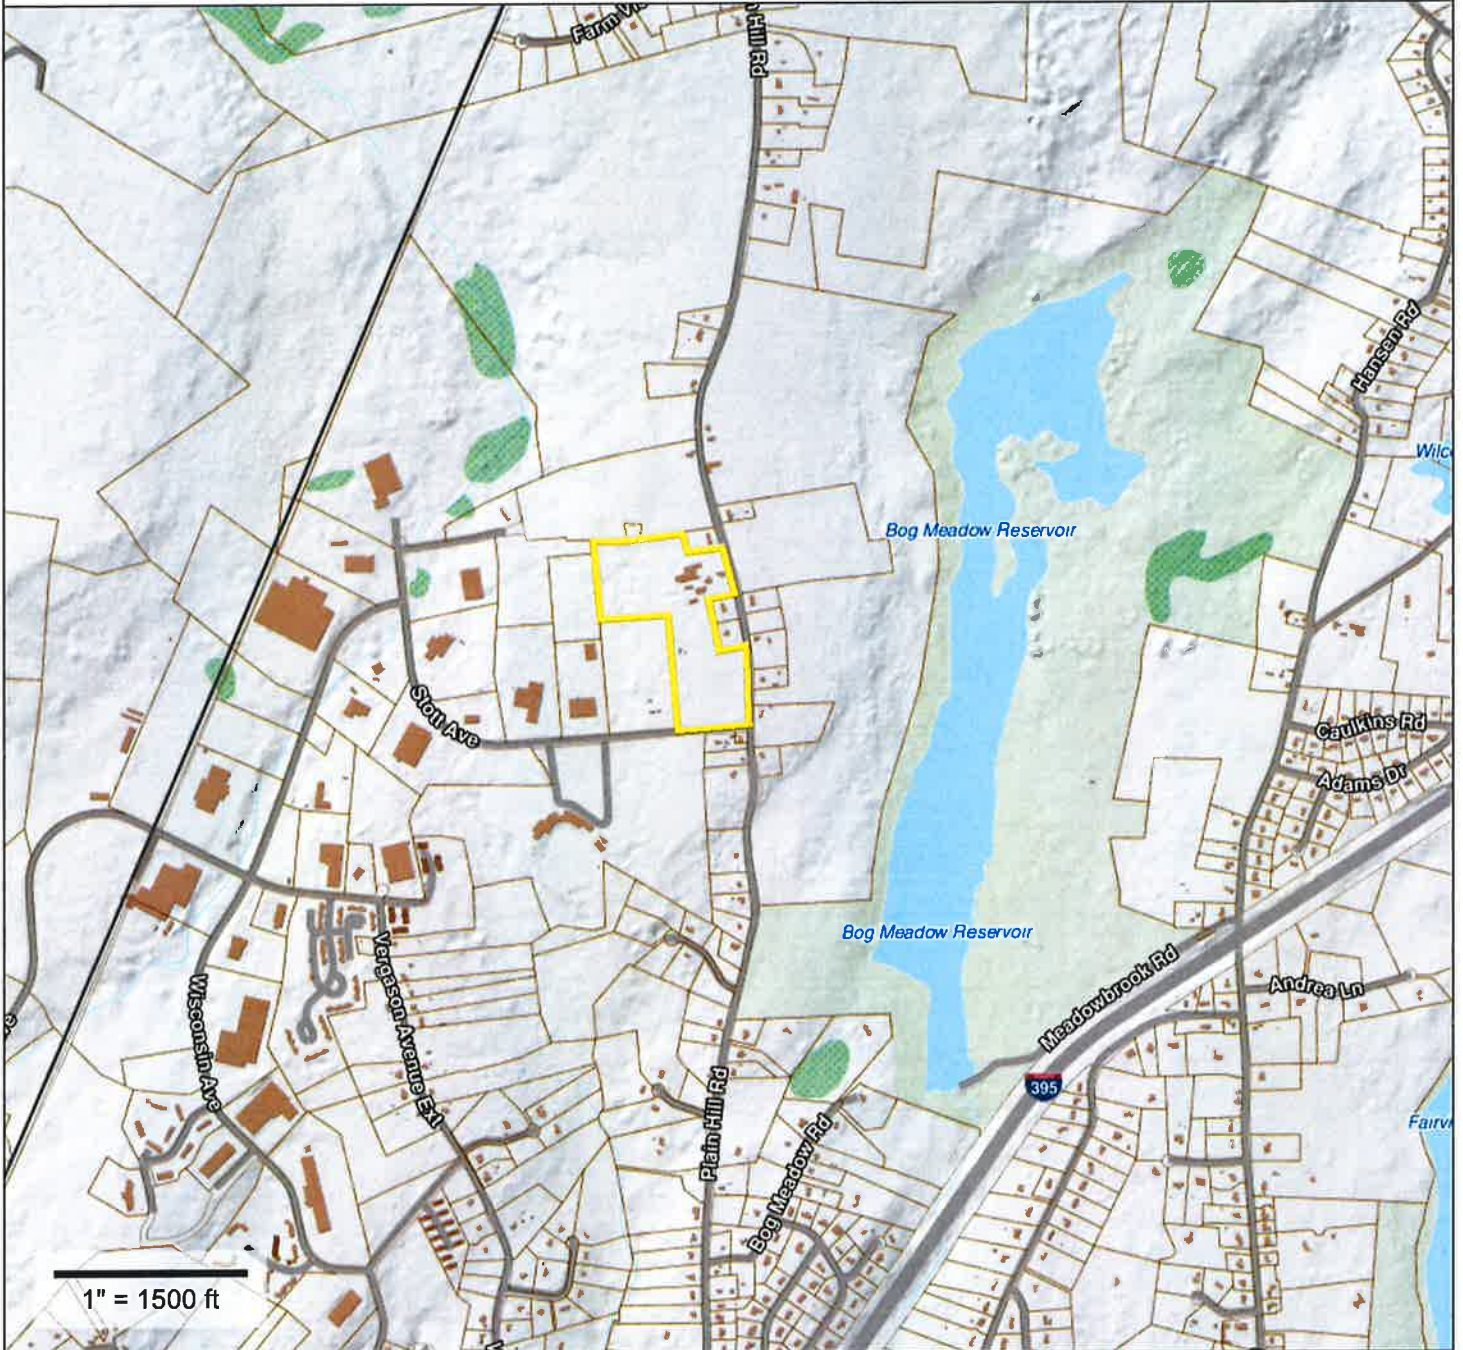 Farm
Hill Rd
Hansen Rd
Bog Meadow Reservoir
Stott Ave
Caulkins Rd
Adams Dr
Bog Meadow Reservoir
Wisconsin Ave
Vergason Avenue Ext
Meadowbrook Rd
Andrea Ln
395
Plain Hill Rd
Bog Meadow Rd
1" = 1500 ft